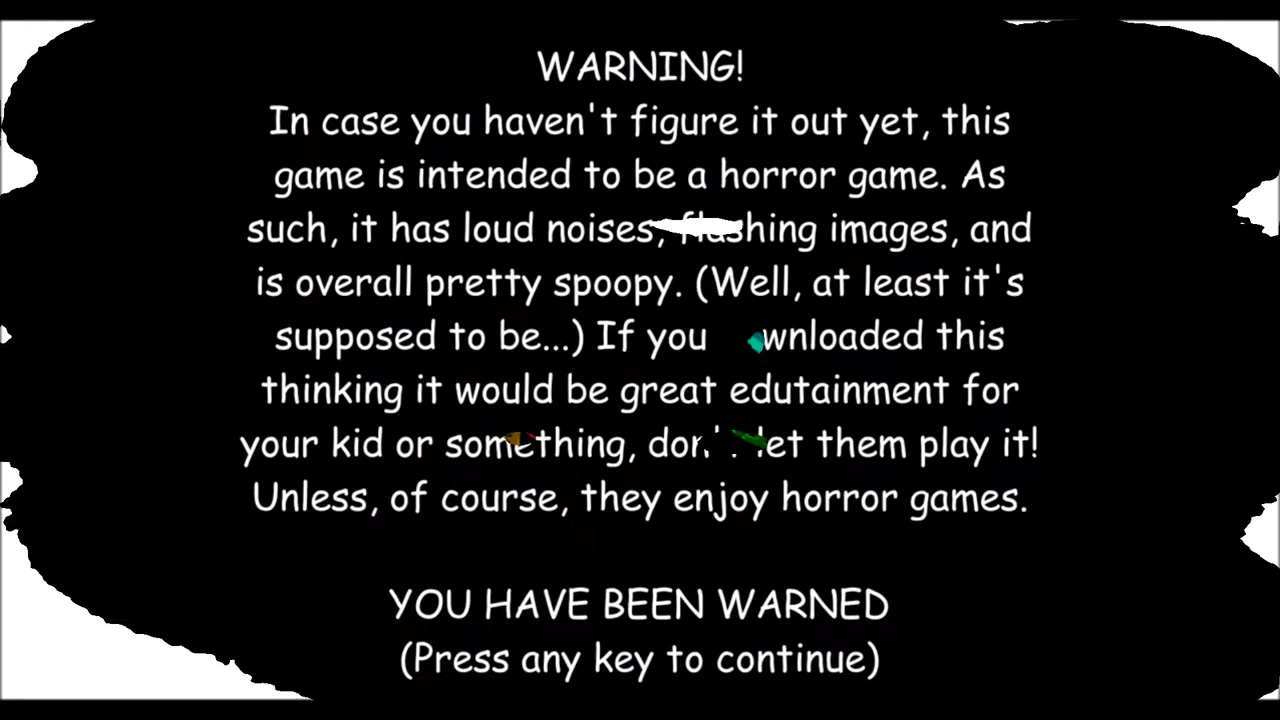 WARNING!
In case you haven't figure it out yet, this
game is intended to be a horror game. As
such, it has loud noises, flashing images, and
is overall pretty spoopy. (Well, at least it's
supposed to be...) If you wnloaded this
thinking it would be great edutainment for
your kid or something, don't let them play it!
Unless, of course, they enjoy horror games.
YOU HAVE BEEN WARNED
(Press any key to continue)